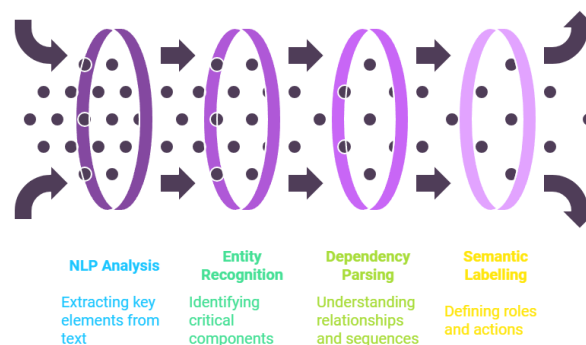 NLP Analysis
Extracting key
elements from
text
Entity
Recognition
Identifying
critical
components
Dependency
Parsing
Understanding
relationships
and sequences
Semantic
Labelling
Defining roles
and actions